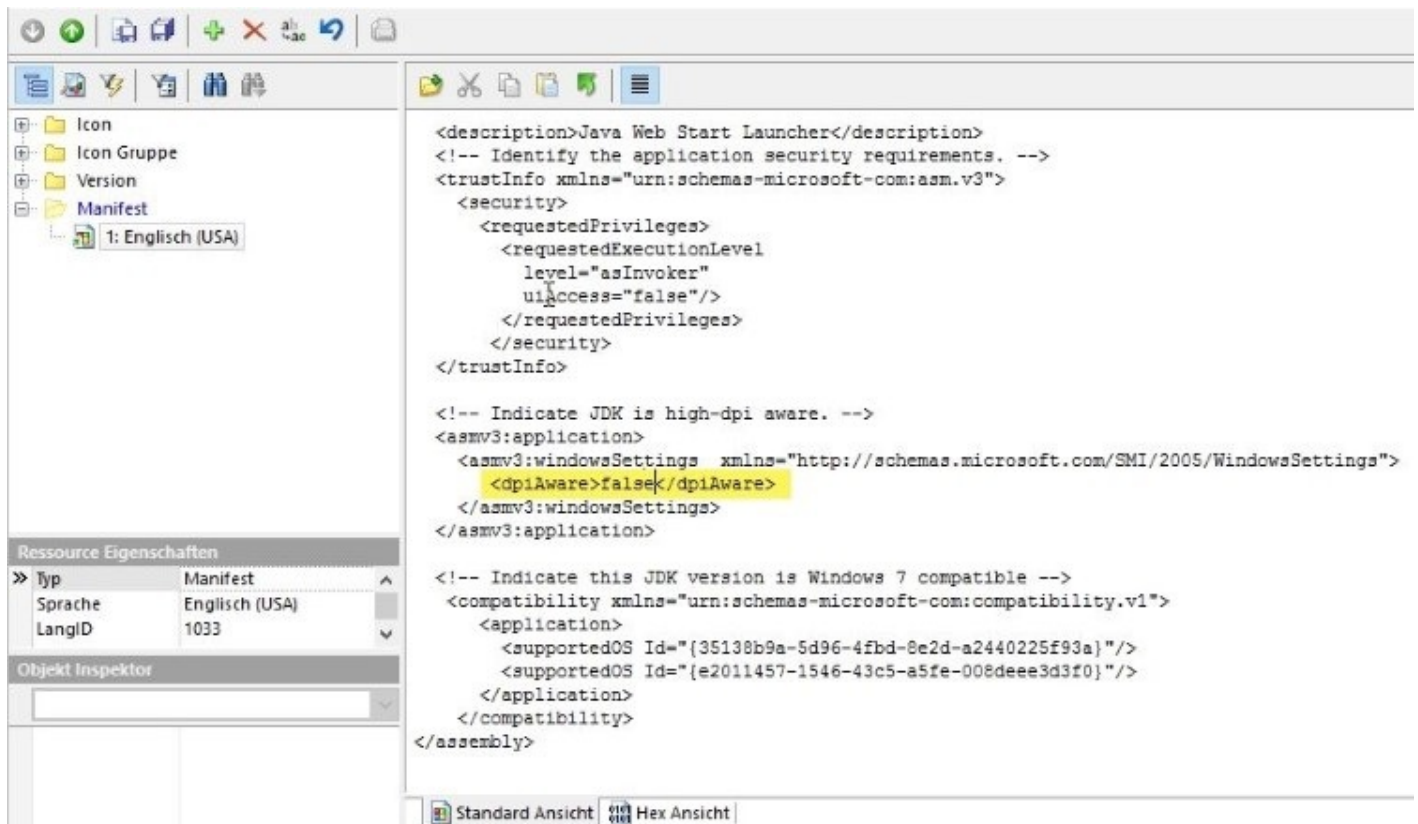 Icon
Icon Gruppe
Version
Manifest
1: Englisch (USA)
Ressource Eigenschaften
Typ Manifest
Sprache Englisch (USA)
LangID 1033
Objekt Inspektor
<description>Java Web Start Launcher</description>
<!-- Identify the application security requirements. -->
<trustInfo xmlns="urn:schemas-microsoft-com:asm.v3">
<security>
<requestedPrivileges>
<requestedExecutionLevel
level="asInvoker"
uiAccess="false"/>
</requestedPrivileges>
</security>
</trustInfo>
<!-- Indicate JDK is high-dpi aware. -->
<asmv3:application>
<asmv3:windowsSettings xmlns="http://schemas.microsoft.com/SMI/2005/WindowsSettings">
<dpiAware>false</dpiAware>
</asmv3:windowsSettings>
</asmv3:application>
<!-- Indicate this JDK version is Windows 7 compatible -->
<compatibility xmlns="urn:schemas-microsoft-com:compatibility.v1">
<application>
<supportedOS Id="{35138b9a-5d96-4fbd-8e2d-a2440225f93a}"/>
<supportedOS Id="{e2011457-1546-43c5-a5fe-008deee3d3f0}"/>
</application>
</compatibility>
</assembly>
Standard Ansicht Hex Ansicht